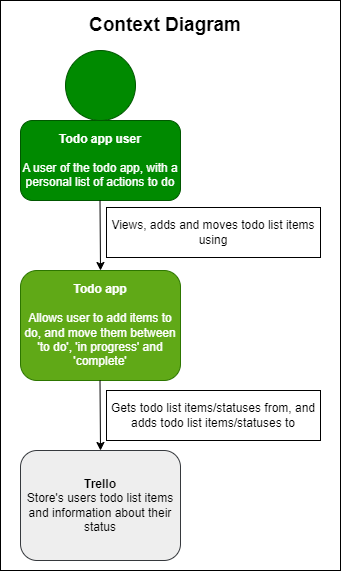 Context Diagram
Todo app user
A user of the todo app, with a
personal list of actions to do
Views, adds and moves todo list items
using
Todo app
Allows user to add items to
do, and move them between
'to do', 'in progress' and
'complete'
Gets todo list items/statuses from, and
adds todo list items/statuses to
Trello
Store's users todo list items
and information about their
status